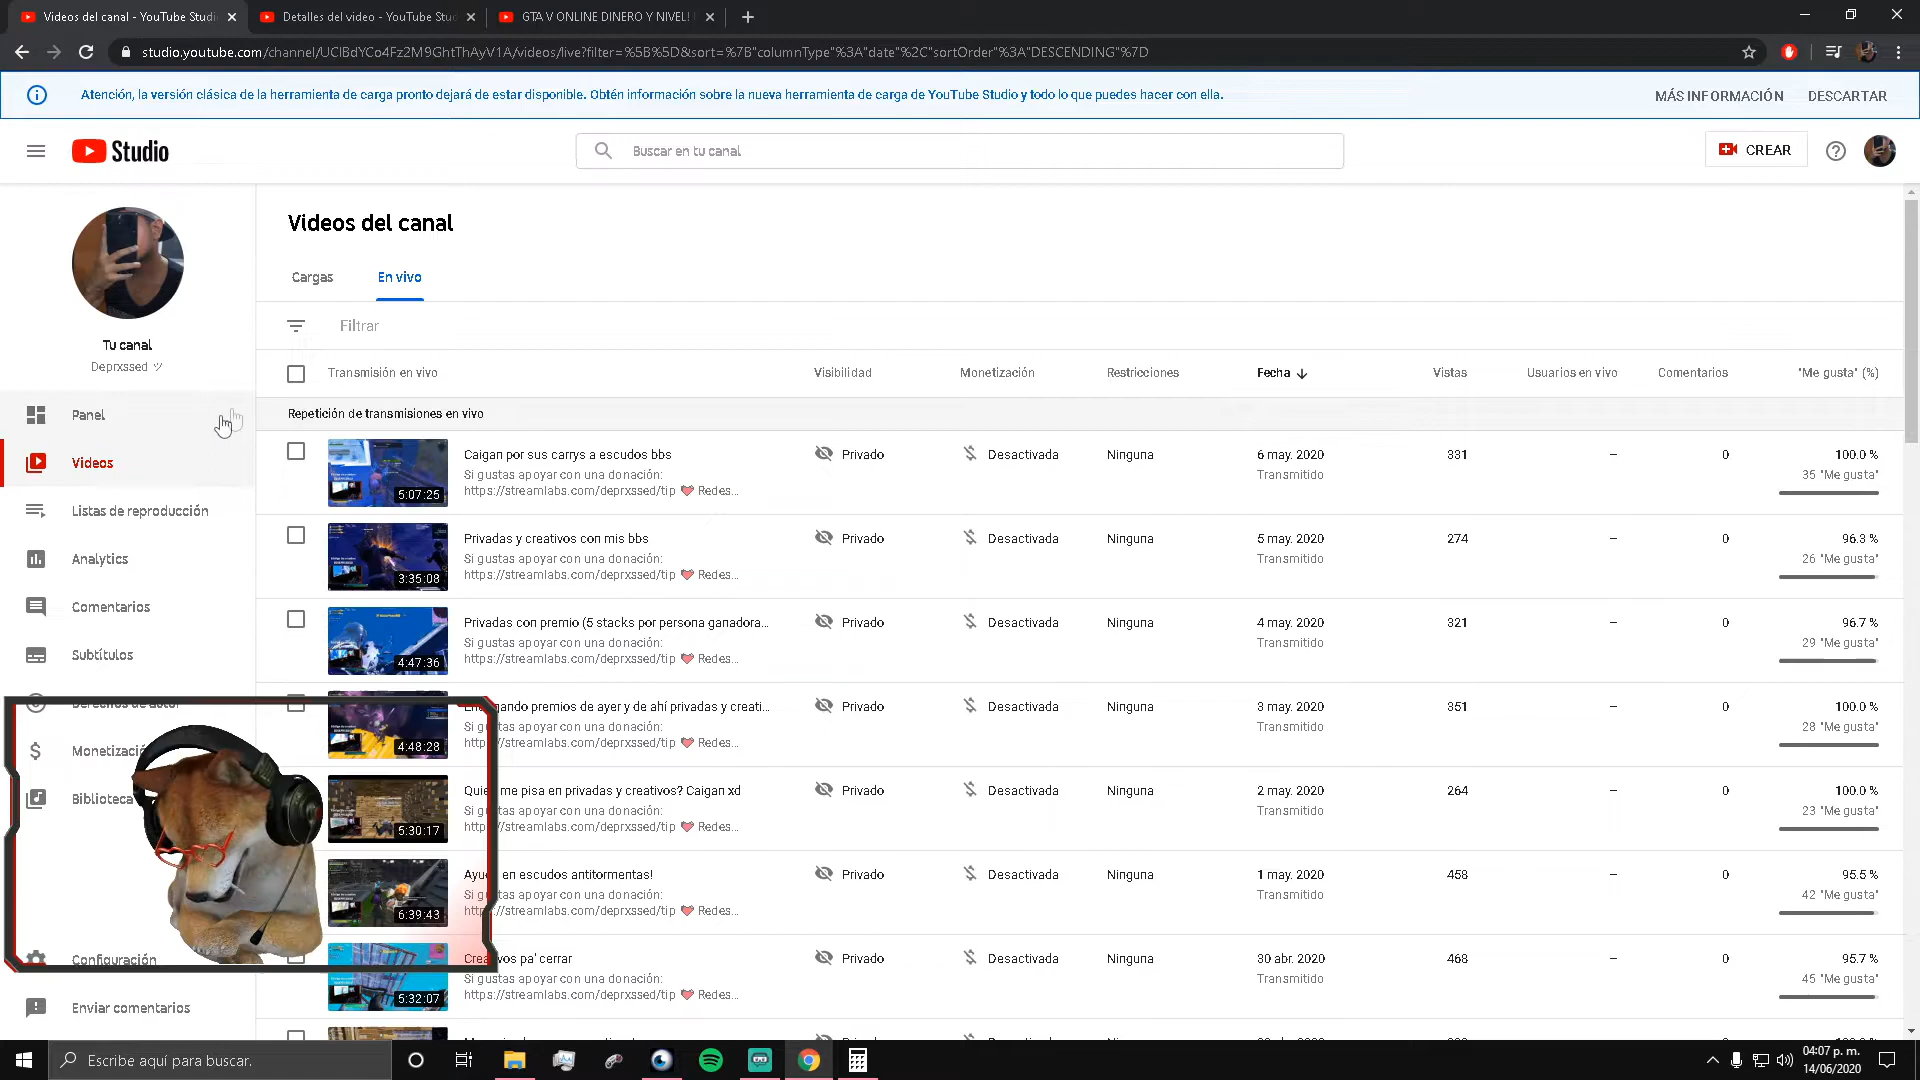 Videos del canal - YouTube Studi
Detalles del video - YouTube Stu
GTA V ONLINE DINERO Y NIVEL!
studio.youtube.com/channel/UClBdYCo4Fz2M9GhtThAyV1A/videos/live?filter=%5B%5D&sort=%7B"columnType"%3A"date"%2C"sortOrder"%3A"DESCENDING"%7D
Atención, la versión clásica de la herramienta de carga pronto dejará de estar disponible. Obtén información sobre la nueva herramienta de carga de YouTube Studio y todo lo que puedes hacer con ella.
MÁS INFORMACIÓN DESCARTAR
Studio
Buscar en tu canal
CREAR
Tu canal
Deprxssed ツ
Panel
Videos
Listas de reproducción
Analytics
Comentarios
Subtítulos
Derechos de autor
Monetizació
Biblioteca
Configuración
Enviar comentarios
Videos del canal
Cargas En vivo
Filtrar
Transmisión en vivo Visibilidad Monetización Restricciones Fecha Vistas Usuarios en vivo Comentarios "Me gusta" (%)
Repetición de transmisiones en vivo
Caigan por sus carrys a escudos bbs Privado Desactivada Ninguna 6 may. 2020 331 – 0 100.0 %
Si gustas apoyar con una donación: Transmitido 35 "Me gusta"
5:07:25 https://streamlabs.com/deprxssed/tip ❤ Redes...
Privadas y creativos con mis bbs Privado Desactivada Ninguna 5 may. 2020 274 – 0 96.3 %
Si gustas apoyar con una donación: Transmitido 26 "Me gusta"
3:35:08 https://streamlabs.com/deprxssed/tip ❤ Redes...
Privadas con premio (5 stacks por persona ganadora... Privado Desactivada Ninguna 4 may. 2020 321 – 0 96.7 %
Si gustas apoyar con una donación: Transmitido 29 "Me gusta"
4:47:36 https://streamlabs.com/deprxssed/tip ❤ Redes...
gando premios de ayer y de ahí privadas y creati... Privado Desactivada Ninguna 3 may. 2020 351 – 0 100.0 %
Si gustas apoyar con una donación: Transmitido 28 "Me gusta"
4:48:28 https://streamlabs.com/deprxssed/tip ❤ Redes...
Quien me pisa en privadas y creativos? Caigan xd Privado Desactivada Ninguna 2 may. 2020 264 – 0 100.0 %
Si gustas apoyar con una donación: Transmitido 23 "Me gusta"
5:30:17 https://streamlabs.com/deprxssed/tip ❤ Redes...
en escudos antitormentas! Privado Desactivada Ninguna 1 may. 2020 458 – 0 95.5 %
Si gustas apoyar con una donación: Transmitido 42 "Me gusta"
6:39:43 https://streamlabs.com/deprxssed/tip ❤ Redes...
Creativos pa' cerrar Privado Desactivada Ninguna 30 abr. 2020 468 – 0 95.7 %
Si gustas apoyar con una donación: Transmitido 45 "Me gusta"
5:32:07 https://streamlabs.com/deprxssed/tip ❤ Redes...
Escribe aquí para buscar.
04:07 p. m.
14/06/2020